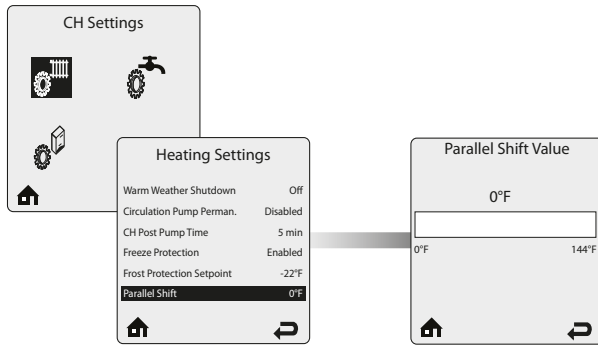 CH Settings
Heating Settings
Warm Weather Shutdown Off
Circulation Pump Perman. Disabled
CH Post Pump Time 5 min
Freeze Protection Enabled
Frost Protection Setpoint -22°F
Parallel Shift 0°F
Parallel Shift Value
0°F
0°F 144°F